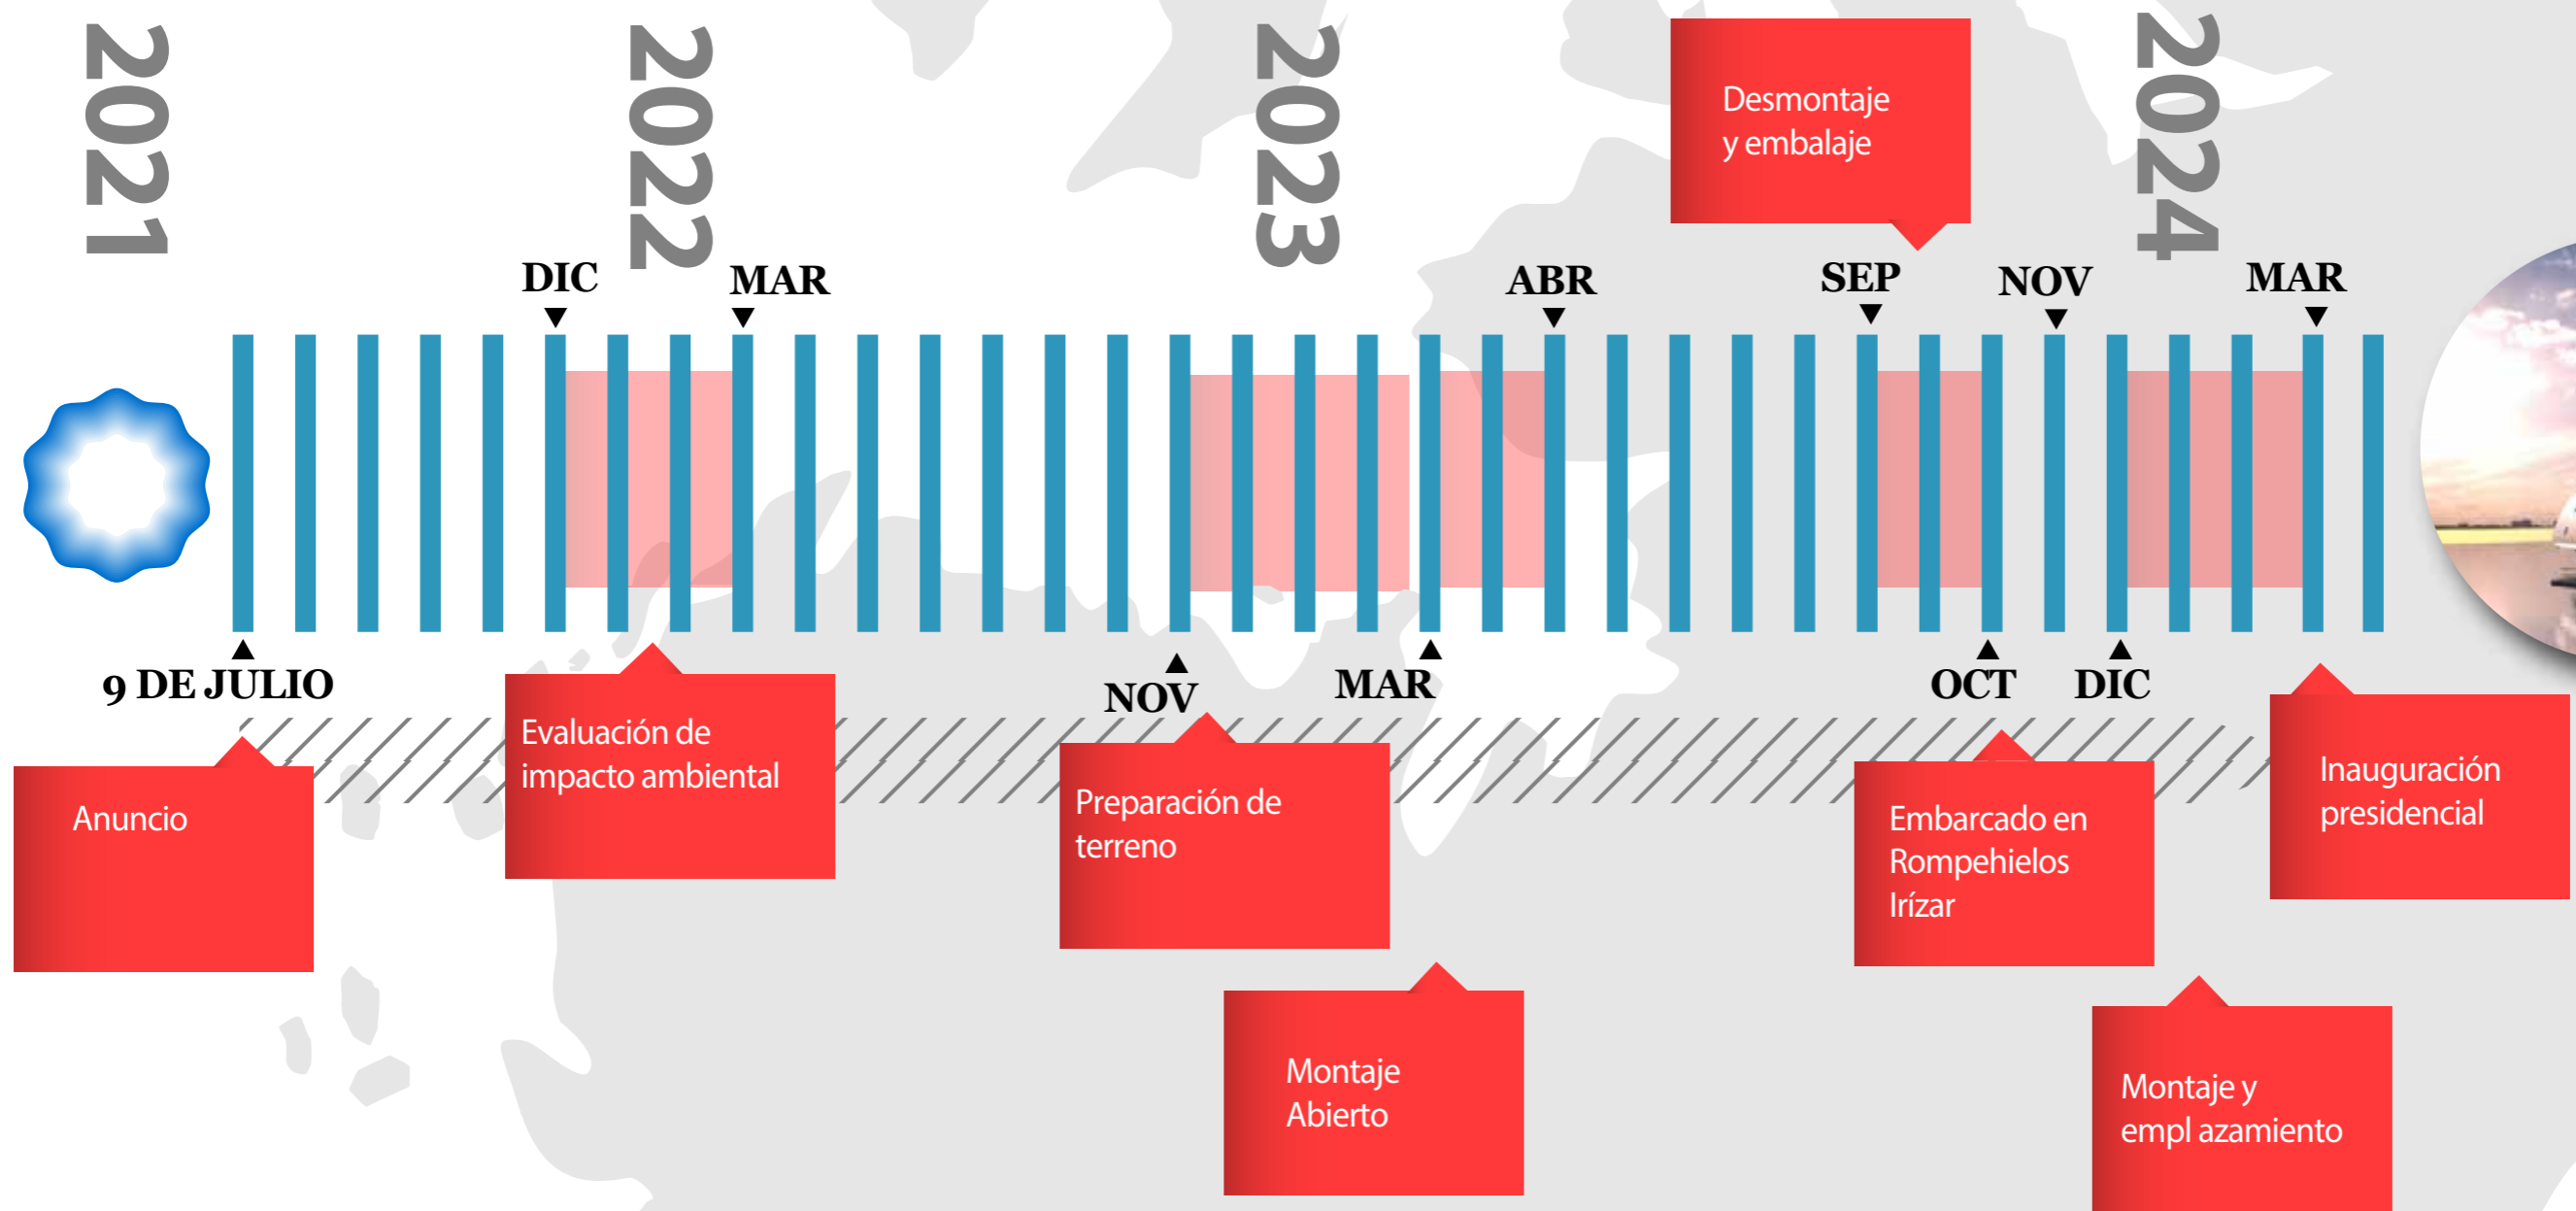 2021
2022
2023
2024
DIC
MAR
ABR
SEP
NOV
MAR
9 DE JULIO
NOV
MAR
OCT
DIC
Desmontaje
y embalaje
Anuncio
Evaluación de
impacto ambiental
Preparación de
terreno
Montaje
Abierto
Embarcado en
Rompehielos
Irízar
Montaje y
empl azamiento
Inauguración
presidencial